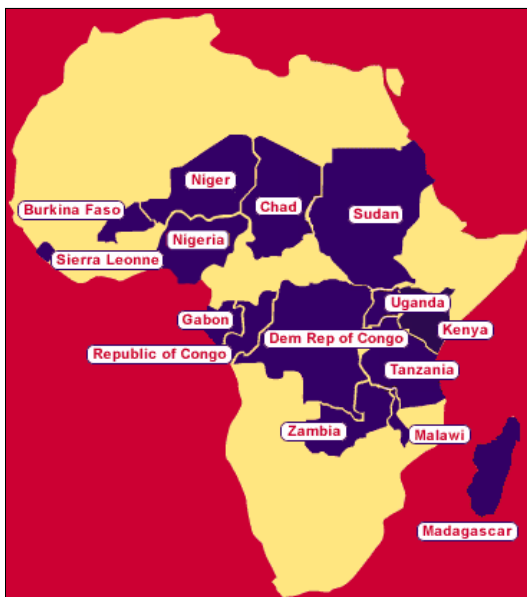 Niger
Burkina Faso
Chad
Sudan
Nigeria
Sierra Leonne
Uganda
Gabon
Kenya
Dem Rep of Congo
Republic of Congo
Tanzania
Zambia
Malawi
Madagascar